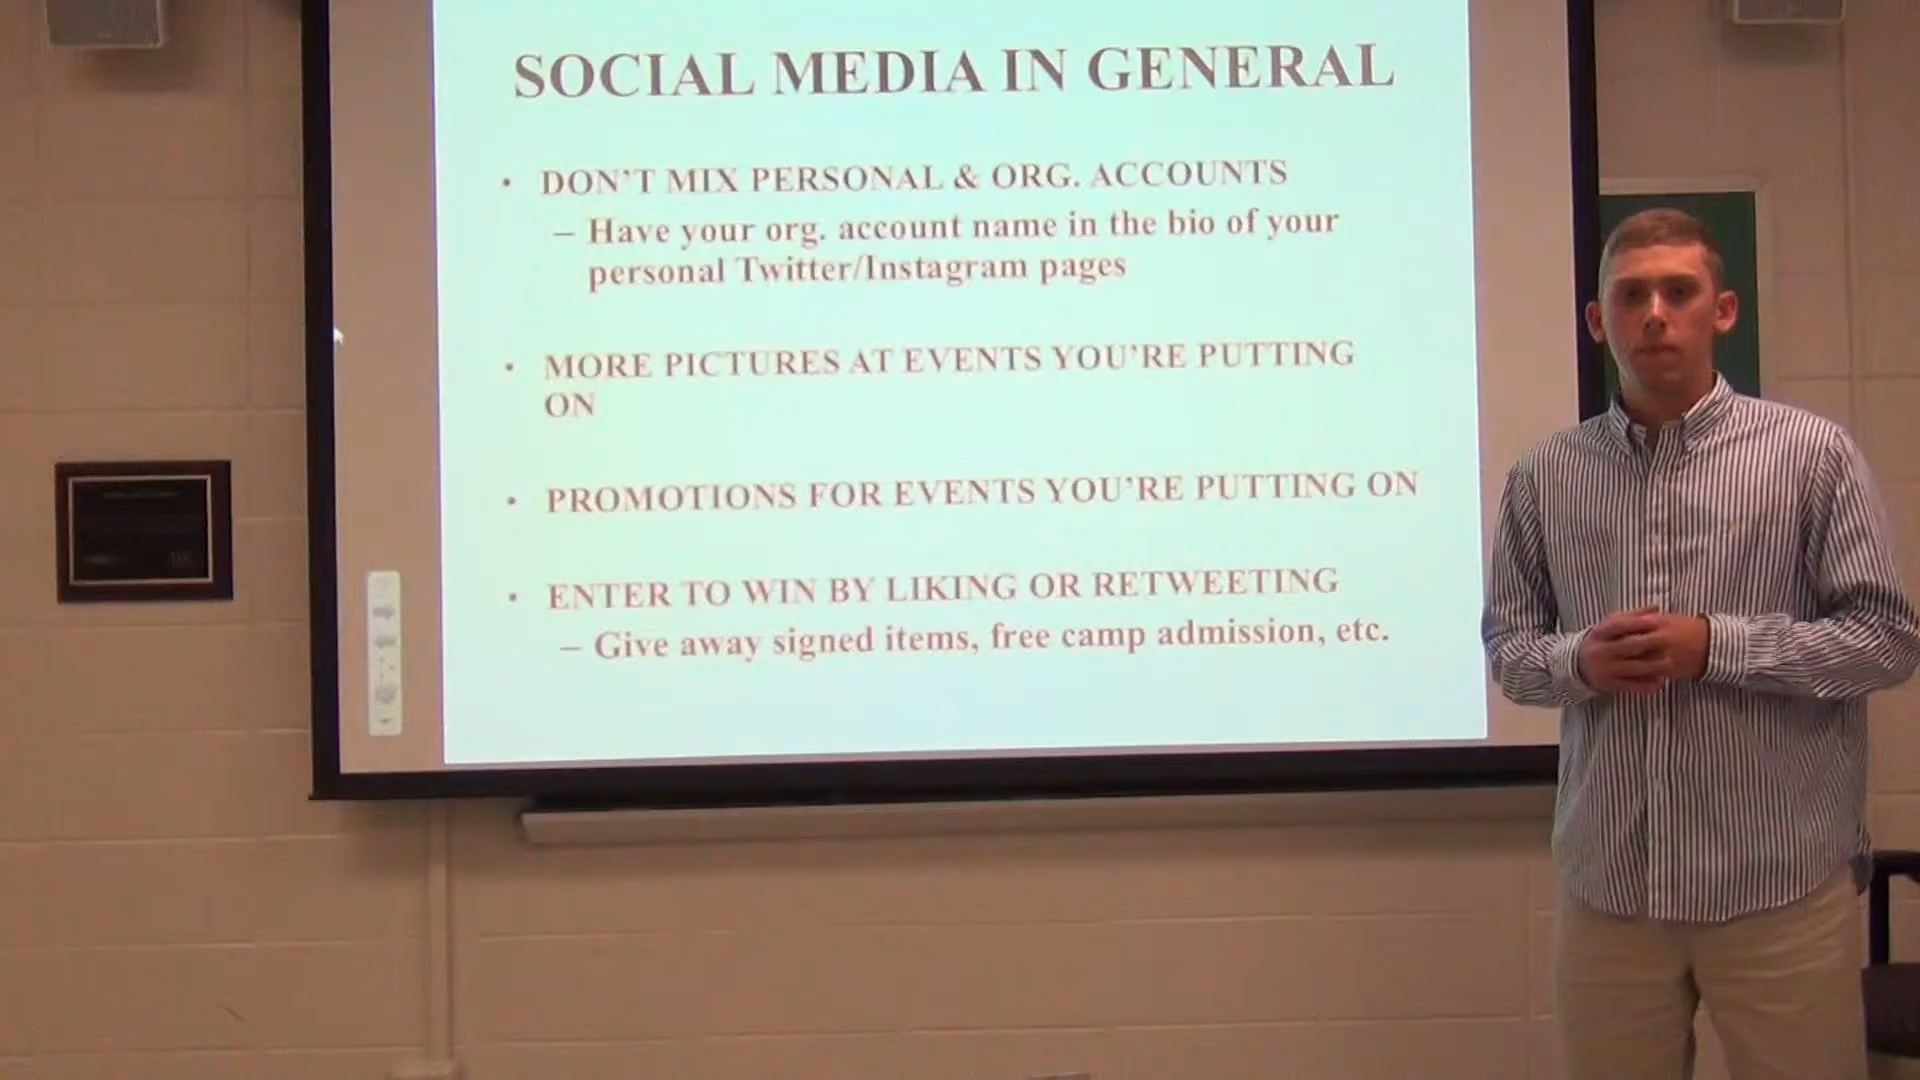 SOCIAL MEDIA IN GENERAL
• DON'T MIX PERSONAL & ORG. ACCOUNTS
– Have your org. account name in the bio of your
personal Twitter/Instagram pages
• MORE PICTURES AT EVENTS YOU'RE PUTTING
ON
• PROMOTIONS FOR EVENTS YOU'RE PUTTING ON
• ENTER TO WIN BY LIKING OR RETWEETING
– Give away signed items, free camp admission, etc.